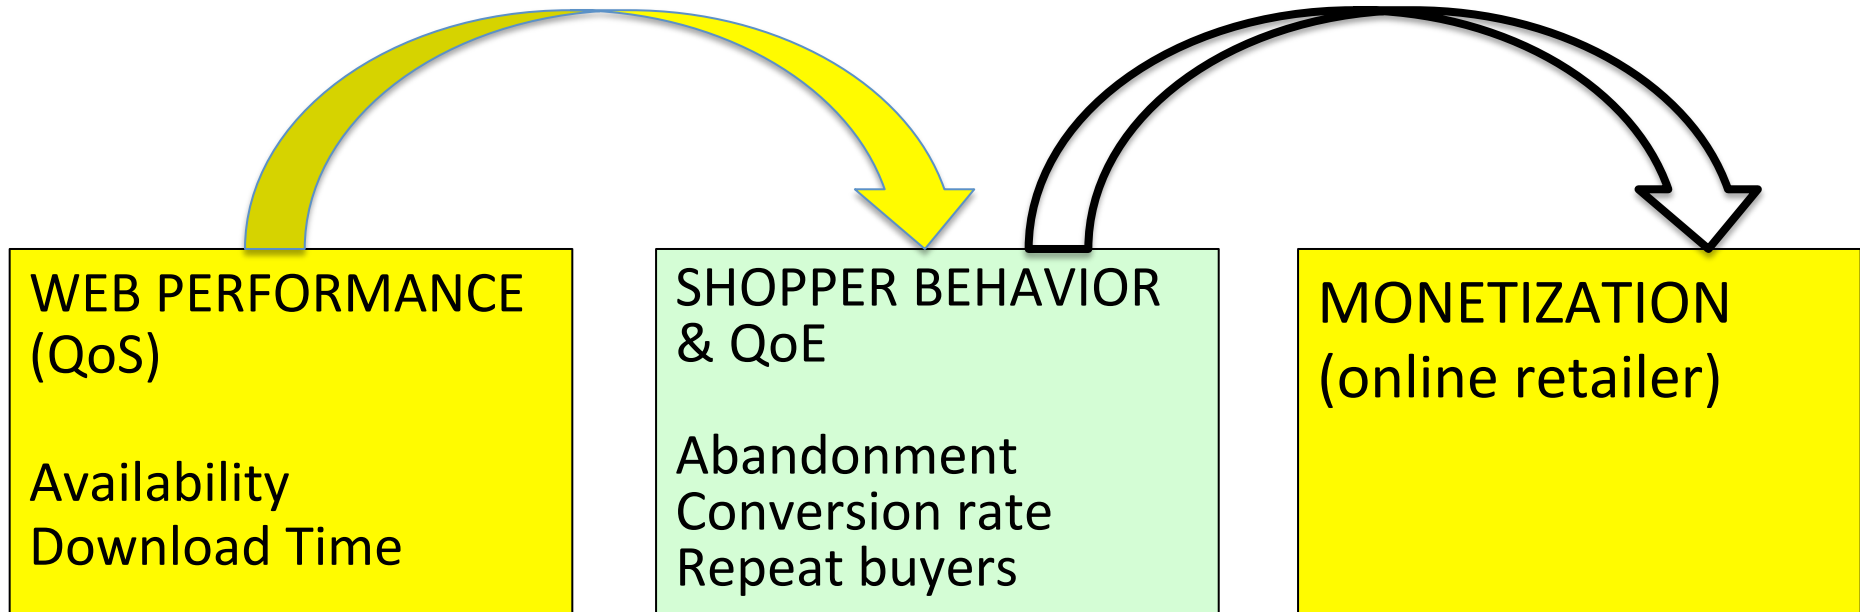 WEB PERFORMANCE
(QoS)
Availability
Download Time
SHOPPER BEHAVIOR
& QoE
Abandonment
Conversion rate
Repeat buyers
MONETIZATION
(online retailer)